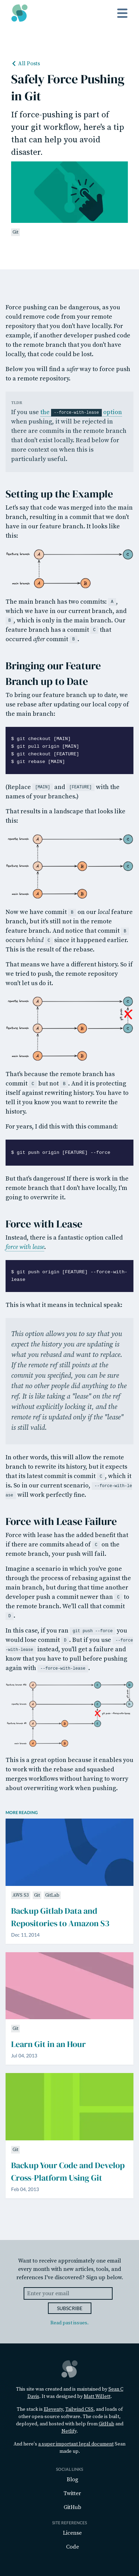 All Posts
Safely Force Pushing
in Git
If force-pushing is part of
your git workflow, here's a tip
that can help you avoid
disaster.
Git
Force pushing can be dangerous, as you
could remove code from your remote
repository that you don't have locally. For
example, if another developer pushed code
to the remote branch that you don't have
locally, that code could be lost.
Below you will find a safer way to force push
to a remote repository.
TLDR
If you use the --force-with-lease option
when pushing, it will be rejected in
there are commits in the remote branch
that don't exist locally. Read below for
more context on when this is
particularly useful.
Setting up the Example
Let's say that code was merged into the main
branch, resulting in a commit that we don't
have in our feature branch. It looks like
this:
feature branch A C
main branch A B
The main branch has two commits: A ,
which we have in our current branch, and
B , which is only in the main branch. Our
feature branch has a commit C that
occurred after commit B .
Bringing our Feature
Branch up to Date
To bring our feature branch up to date, we
can rebase after updating our local copy of
the main branch:
$ git checkout [MAIN]
$ git pull origin [MAIN]
$ git checkout [FEATURE]
$ git rebase [MAIN]
(Replace [MAIN] and [FEATURE] with the
names of your branches.)
That results in a landscape that looks like
this:
A C
feature branch A B C
main branch A B
Now we have commit B on our local feature
branch, but it's still not in the remote
feature branch. And notice that commit B
occurs behind C since it happened earlier.
This is the result of the rebase.
That means we have a different history. So if
we tried to push, the remote repository
won't let us do it.
A C
feature branch A B C
main branch A B
That's because the remote branch has
commit C but not B . And it is protecting
itself against rewriting history. You have to
tell it you know you want to rewrite the
history.
For years, I did this with this command:
$ git push origin [FEATURE] --force
But that's dangerous! If there is work in the
remote branch that I don't have locally, I'm
going to overwrite it.
Force with Lease
Instead, there is a fantastic option called
force with lease.
$ git push origin [FEATURE] --force-with-
lease
This is what it means in technical speak:
This option allows you to say that you
expect the history you are updating is
what you rebased and want to replace.
If the remote ref still points at the
commit you specified, you can be sure
that no other people did anything to the
ref. It is like taking a "lease" on the ref
without explicitly locking it, and the
remote ref is updated only if the "lease"
is still valid.
In other words, this will allow the remote
branch to rewrite its history, but it expects
that its latest commit is commit C , which it
is. So in our current scenario, --force-with-le
ase will work perfectly fine.
Force with Lease Failure
Force with lease has the added benefit that if
there are commits ahead of C on the
remote branch, your push will fail.
Imagine a scenario in which you've gone
through the process of rebasing against the
main branch, but during that time another
developer has push a commit newer than C to
the remote branch. We'll call that commit
D .
In this case, if you ran git push --force you
would lose commit D . But if you use --force
-with-lease instead, you'll get a failure and
know that you have to pull before pushing
again with --force-with-lease .
This is a great option because it enables you
to work with the rebase and squashed
merges workflows without having to worry
about overwriting work when pushing.
MORE READING
AWS S3 Git GitLab
Backup Gitlab Data and
Repositories to Amazon S3
Dec 11, 2014
Git
Learn Git in an Hour
Jul 04, 2013
Git
Backup Your Code and Develop
Cross-Platform Using Git
Feb 04, 2013
Want to receive approximately one email
every month with new articles, tools, and
references I've discovered? Sign up below.
Enter your email
SUBSCRIBE
Read past issues.
This site was created and is maintained by Sean C
Davis. It was designed by Matt Willett.
The stack is Eleventy, Tailwind CSS, and loads of
other open-source software. The code is built,
deployed, and hosted with help from GitHub and
Netlify.
And here's a super important legal document Sean
made up.
SOCIAL LINKS
Blog
Twitter
GitHub
SITE REFERENCES
License
Code